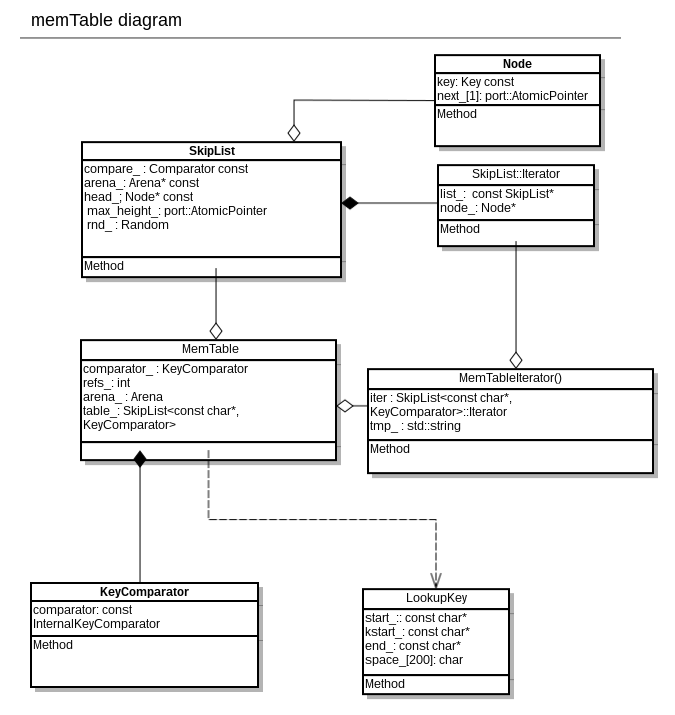 memTable diagram
Node
key: Key const
next_[1]: port::AtomicPointer
Method
SkipList
compare_ : Comparator const
arena_: Arena* const
head_; Node* const
max_height_: port::AtomicPointer
rnd_ : Random
Method
SkipList::Iterator
list_: const SkipList*
node_: Node*
Method
MemTable
comparator_ : KeyComparator
refs_: int
arena_ : Arena
table_: SkipList<const char*,
KeyComparator>
MemTableIterator()
iter : SkipList<const char*,
KeyComparator>::Iterator
tmp_ : std::string
Method
KeyComparator
comparator: const
InternalKeyComparator
Method
LookupKey
start_:: const char*
kstart_: const char*
end_: const char*
space_[200]: char
Method